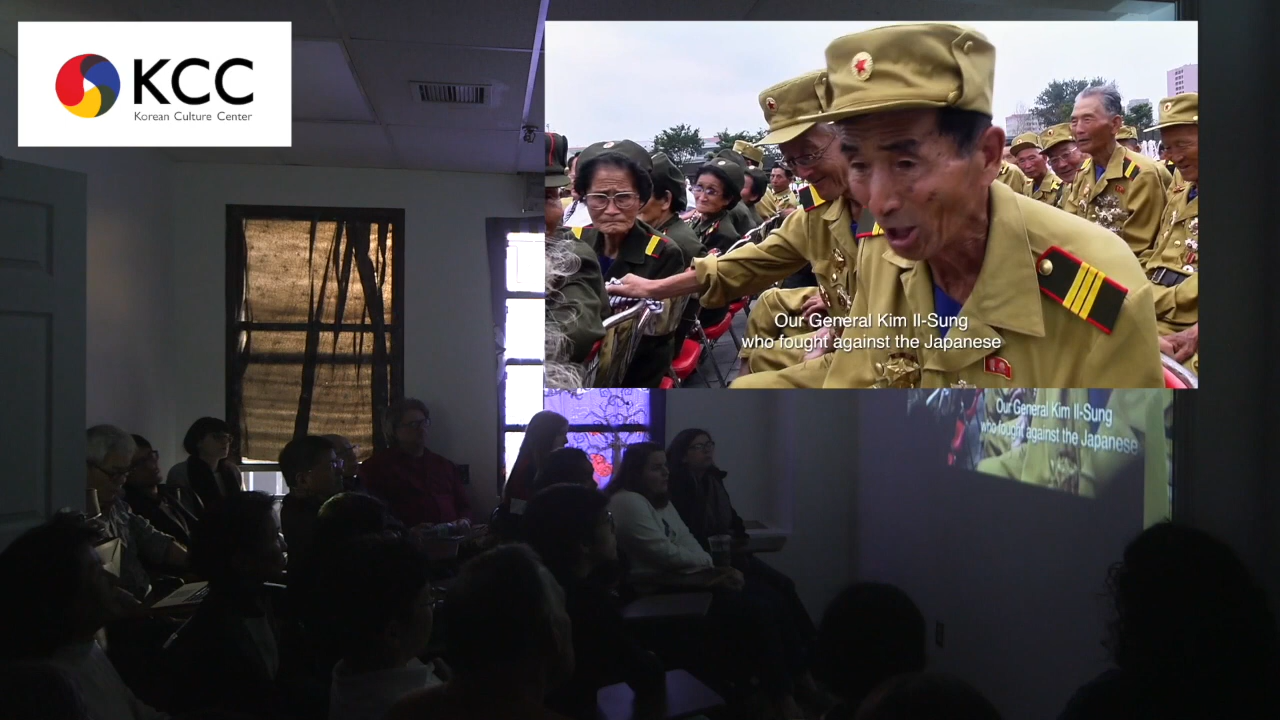 KCC
Korean Culture Center
Our General Kim Il-Sung
who fought against the Japanese
Our General Kim Il-Sung
who fought against the Japanese